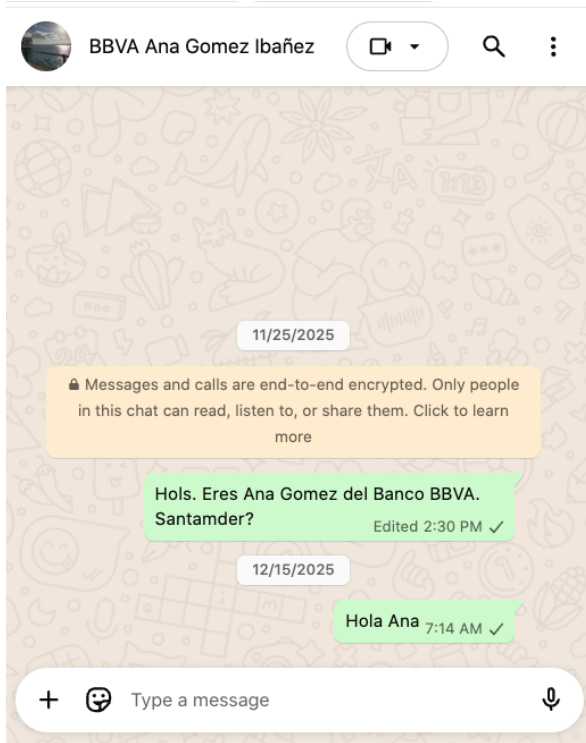 BBVA Ana Gomez Ibañez
11/25/2025
Messages and calls are end-to-end encrypted. Only people
in this chat can read, listen to, or share them. Click to learn
more
Hols. Eres Ana Gomez del Banco BBVA.
Santamder?
Edited 2:30 PM
12/15/2025
Hola Ana 7:14 AM
Type a message